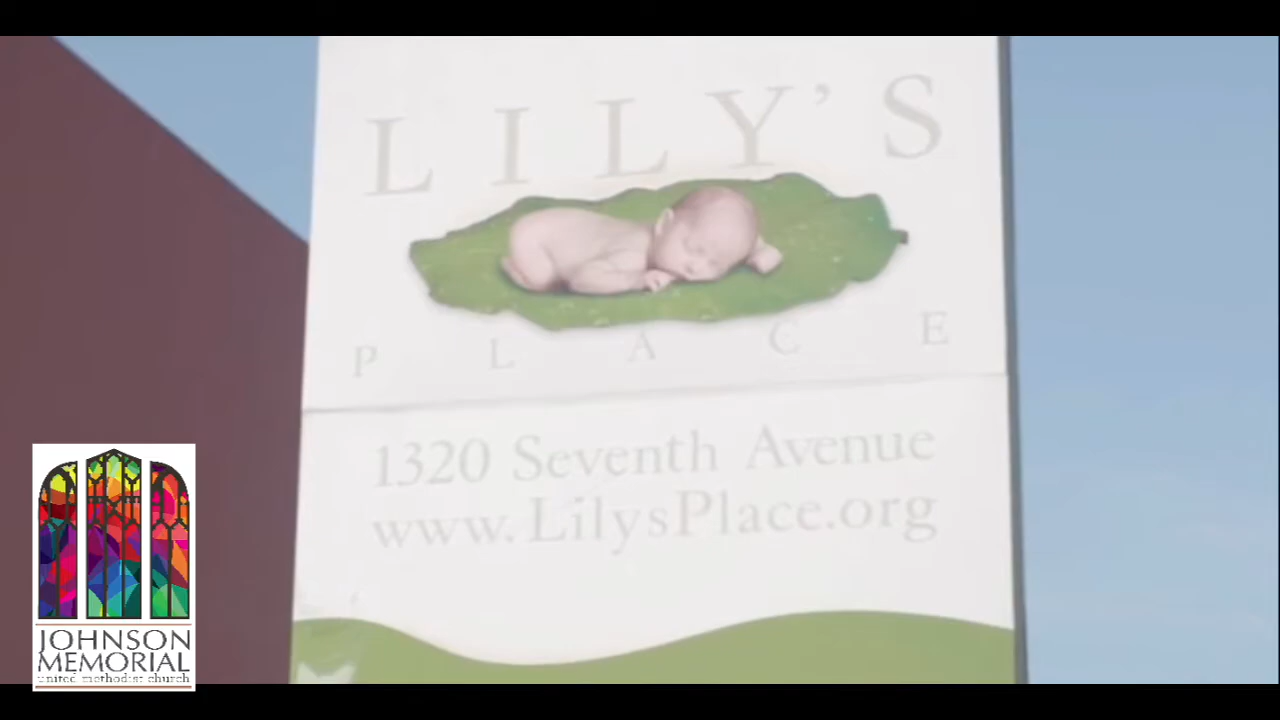 LILY'S
PLACE
1320 Seventh Avenue
www.LilysPlace.org
JOHNSON
MEMORIAL
united methodist church